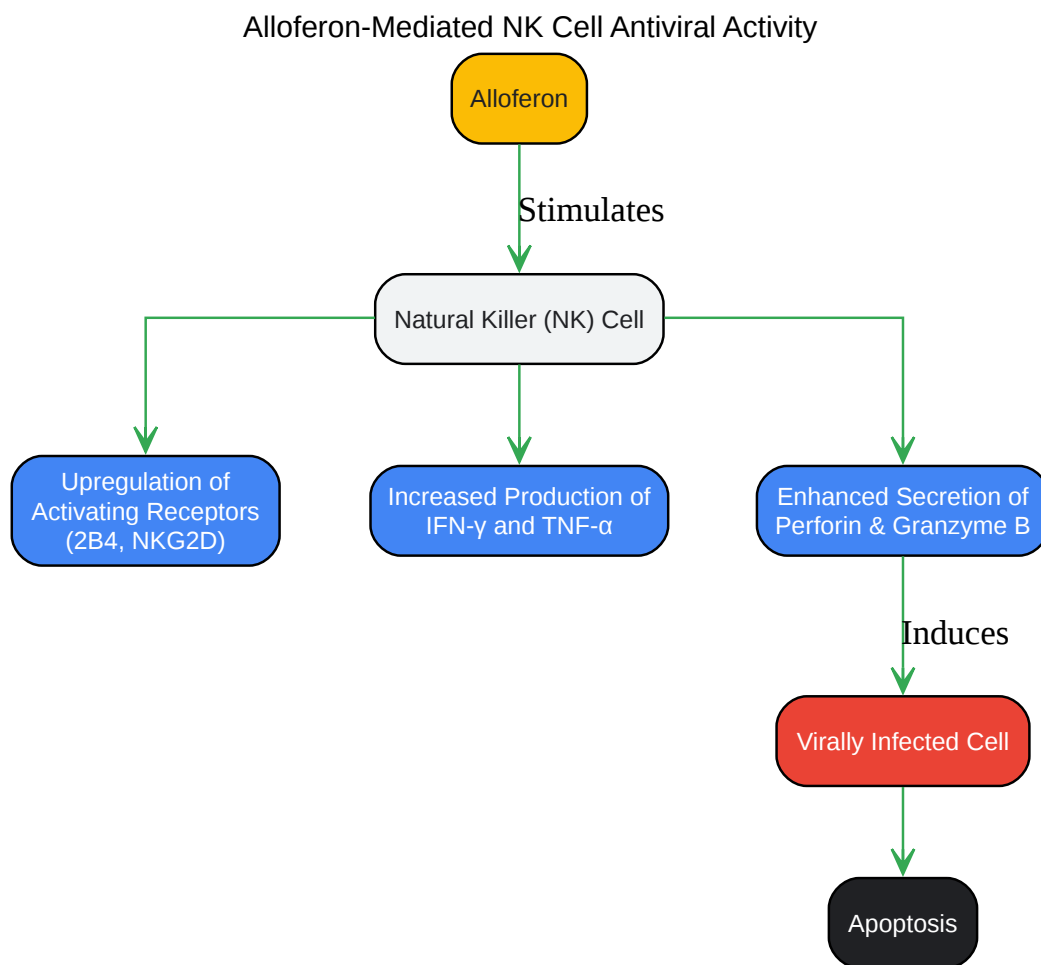 Alloferon-Mediated NK Cell Antiviral Activity
Alloferon
Stimulates
Natural Killer (NK) Cell
Upregulation of
Activating Receptors
(2B4, NKG2D)
Increased Production of
IFN-γ and TNF-α
Enhanced Secretion of
Perforin & Granzyme B
Induces
Virally Infected Cell
Apoptosis